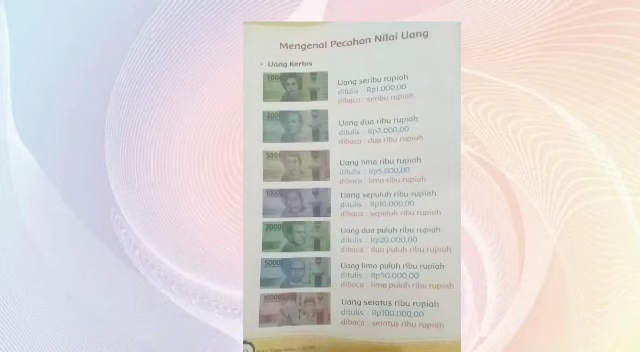 Mengenal Pecahan Nilai Uang
• Uang Kertas
Uang seribu rupiah
ditulis : Rp1.000,00
dibaca : seribu rupiah
Uang dua ribu rupiah
ditulis : Rp2.000,00
dibaca : dua ribu rupiah
Uang lima ribu rupiah
ditulis : Rp5.000,00
dibaca : lima ribu rupiah
Uang sepuluh ribu rupiah
ditulis : Rp10.000,00
dibaca : sepuluh ribu rupiah
Uang dua puluh ribu rupiah
ditulis : Rp20.000,00
dibaca : dua puluh ribu rupiah
Uang lima puluh ribu rupiah
ditulis : Rp50.000,00
dibaca : lima puluh ribu rupiah
Uang seratus ribu rupiah
ditulis : Rp100.000,00
dibaca : seratus ribu rupiah